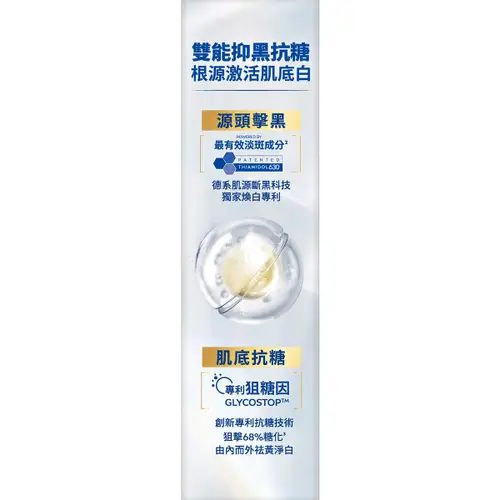 雙能抑黑抗糖
根源激活肌底白
源頭擊黑
POWERED BY
最有效淡斑成分²
PATENTED
THIAMIDOL630
德系肌源斷黑科技
獨家煥白專利
肌底抗糖
專利狙糖因
GLYCOSTOP™
創新專利抗糖技術
狙擊68%糖化³
由內而外祛黃淨白